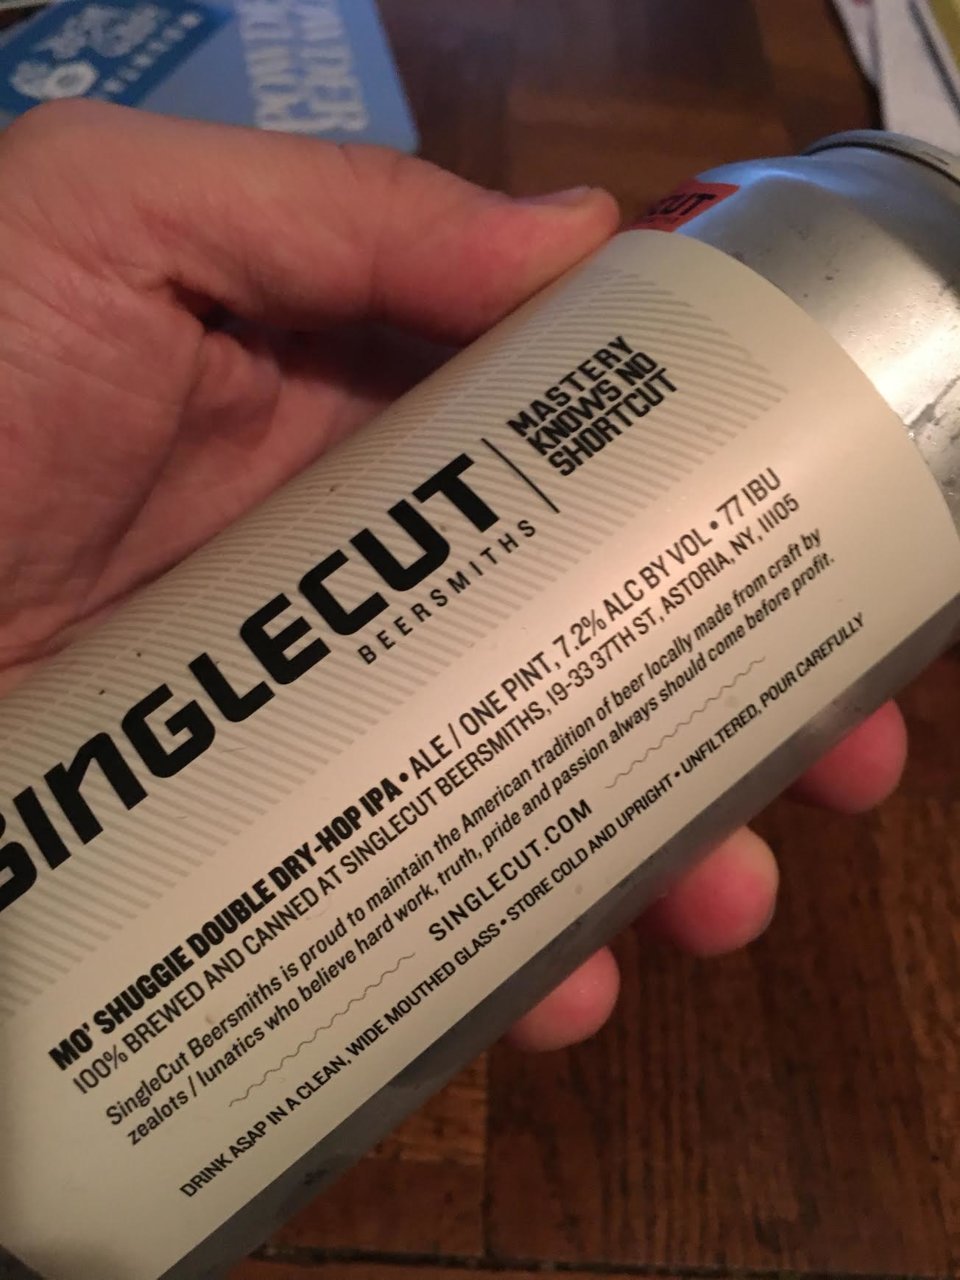 POWDER
CUT
SINGLECUT
BEERSMITHS
MASTERY
KNOWS NO
SHORTCUT
MO' SHUGGIE DOUBLE DRY-HOP IPA • ALE / ONE PINT, 7.2% ALC BY VOL • 77 IBU
100% BREWED AND CANNED AT SINGLECUT BEERSMITHS, 19-33 37TH ST, ASTORIA, NY, 11105
SingleCut Beersmiths is proud to maintain the American tradition of beer locally made from craft by
zealots / lunatics who believe hard work, truth, pride and passion always should come before profit.
SINGLECUT.COM
DRINK ASAP IN A CLEAN, WIDE MOUTHED GLASS • STORE COLD AND UPRIGHT • UNFILTERED, POUR CAREFULLY